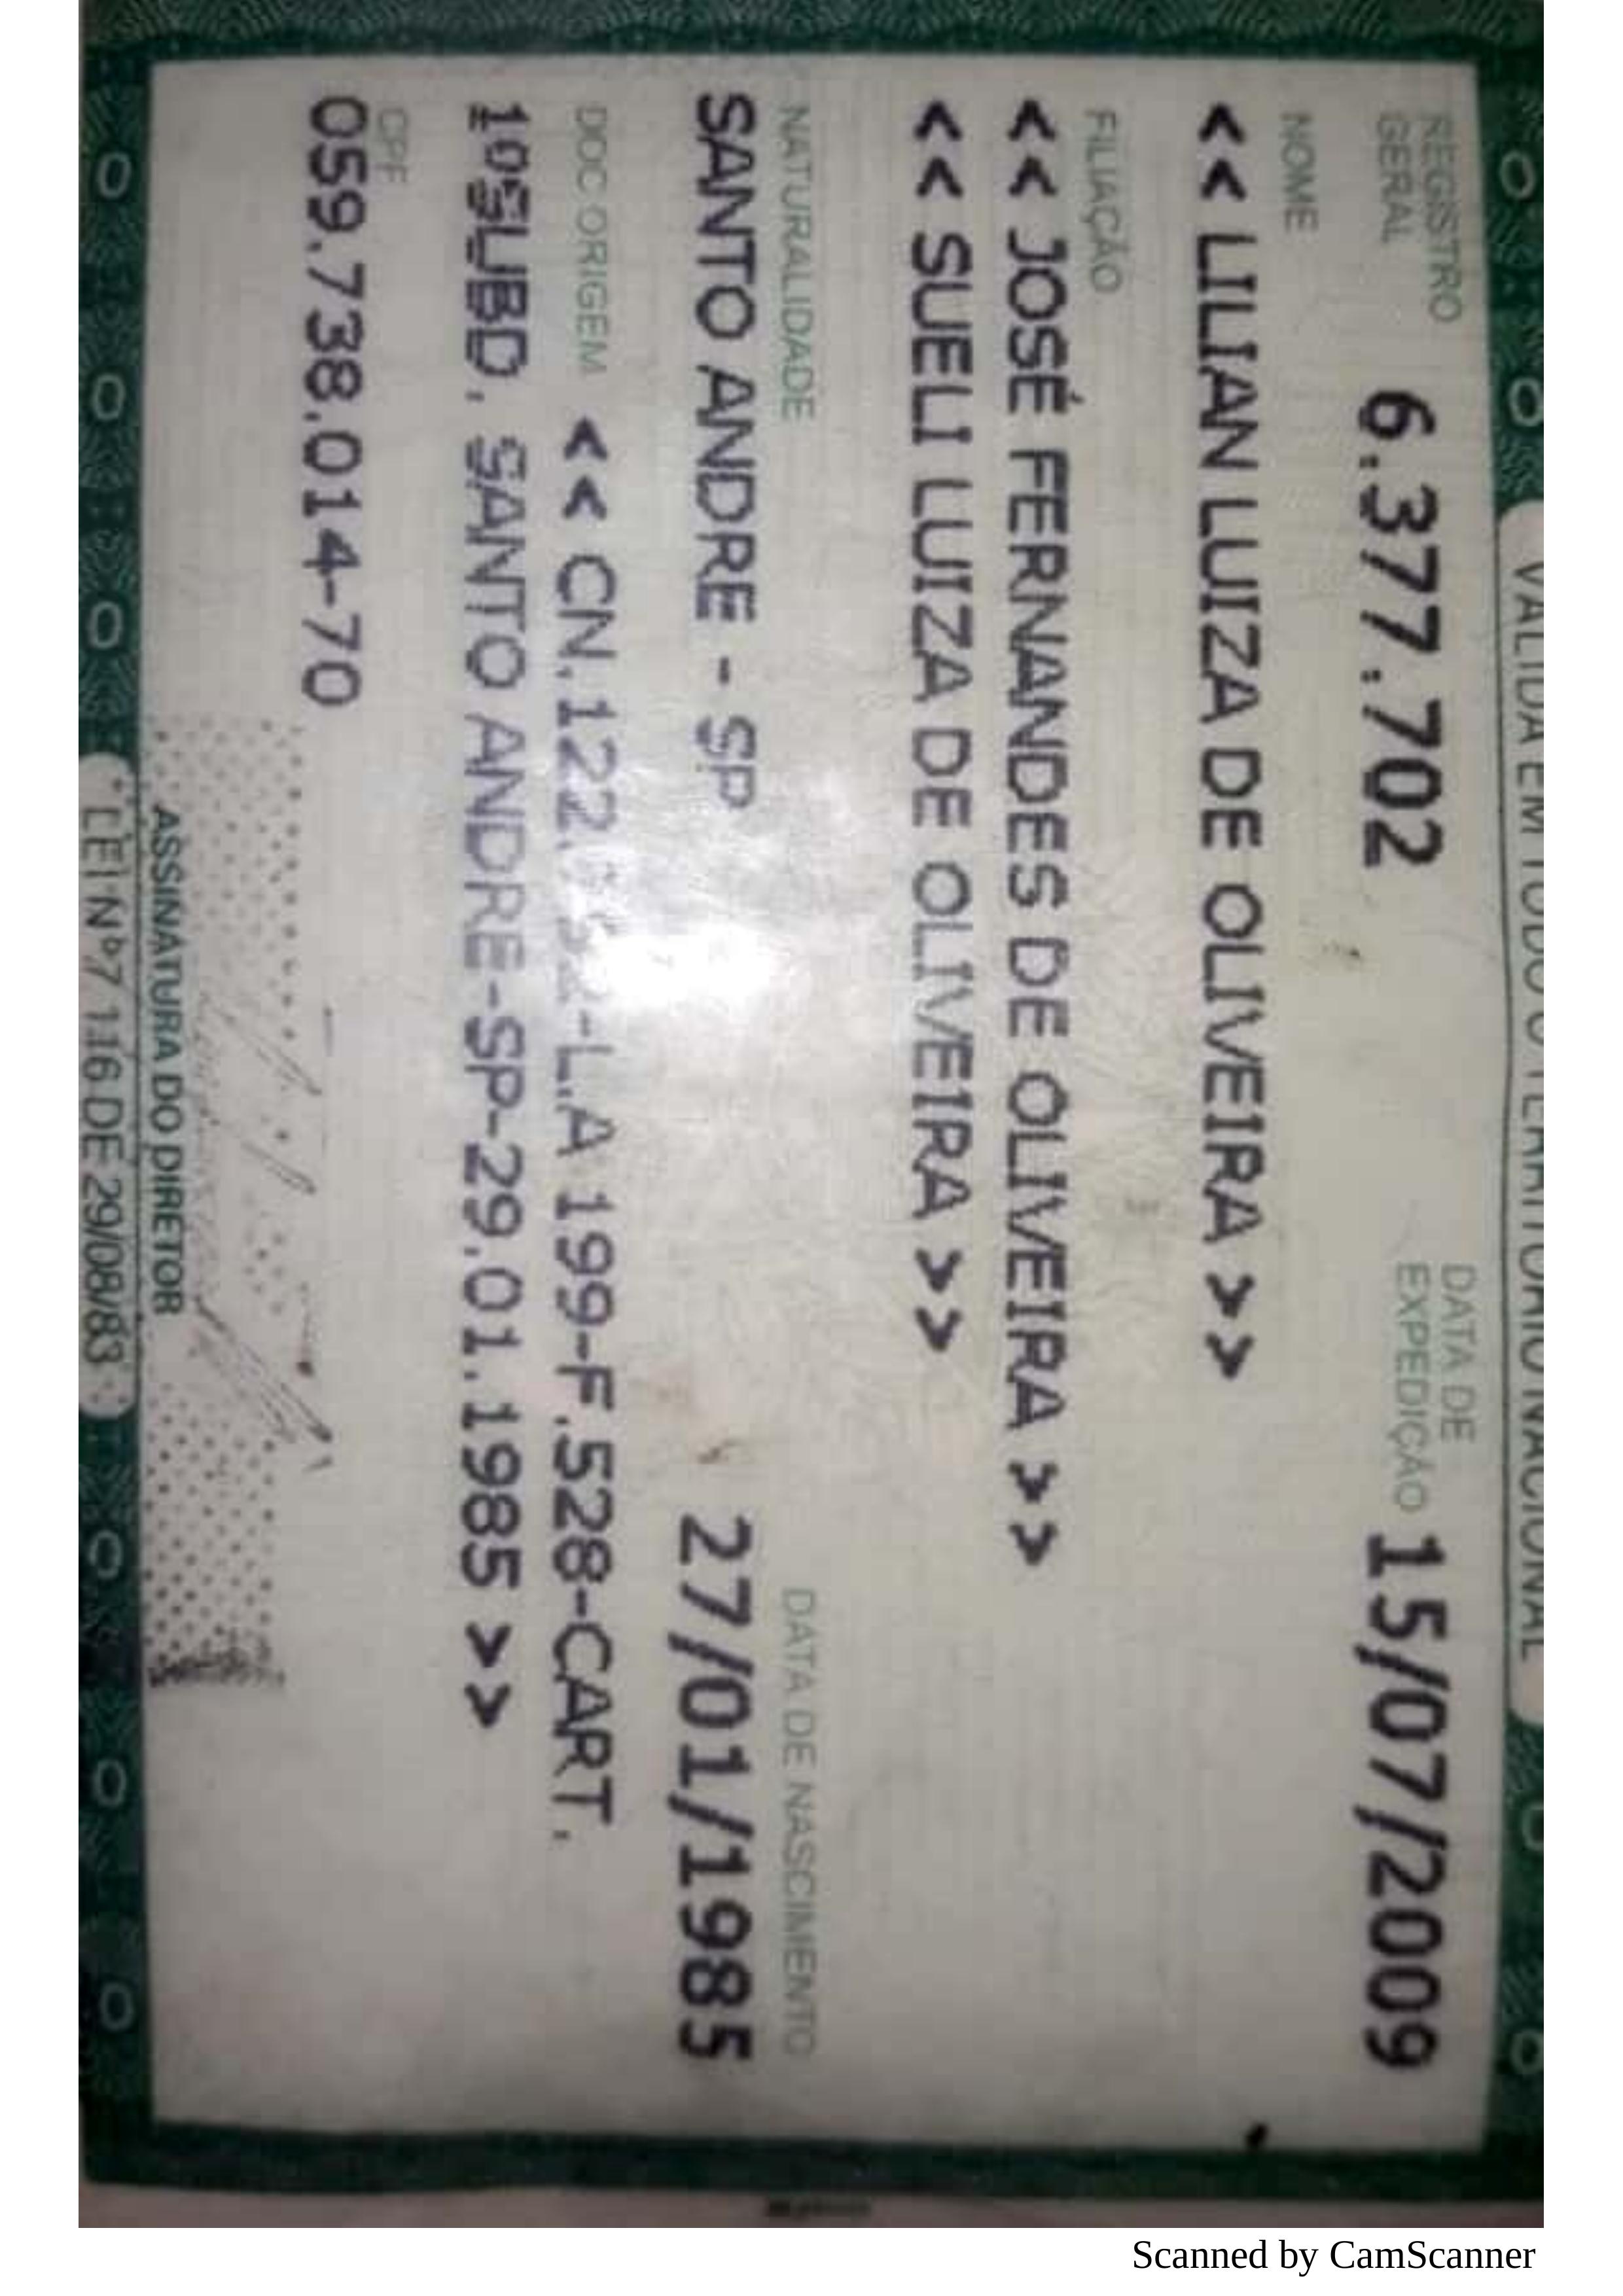 VALIDA EM TODO O TERRITÓRIO NACIONAL
REGISTRO GERAL 6.377.702 DATA DE EXPEDIÇÃO 15/07/2009
NOME
<< LILIAN LUIZA DE OLIVEIRA >>
FILIAÇÃO
<< JOSÉ FERNANDES DE OLIVEIRA >>
<< SUELI LUIZA DE OLIVEIRA >>
NATURALIDADE DATA DE NASCIMENTO
SANTO ANDRE - SP 27/01/1985
DOC ORIGEM << CN.122. -L.A 199-F.528-CART.
10SUBD. SANTO ANDRE-SP-29.01.1985 >>
CPF
059.738.014-70
ASSINATURA DO DIRETOR
LEI Nº 7.116 DE 29/08/83
Scanned by CamScanner